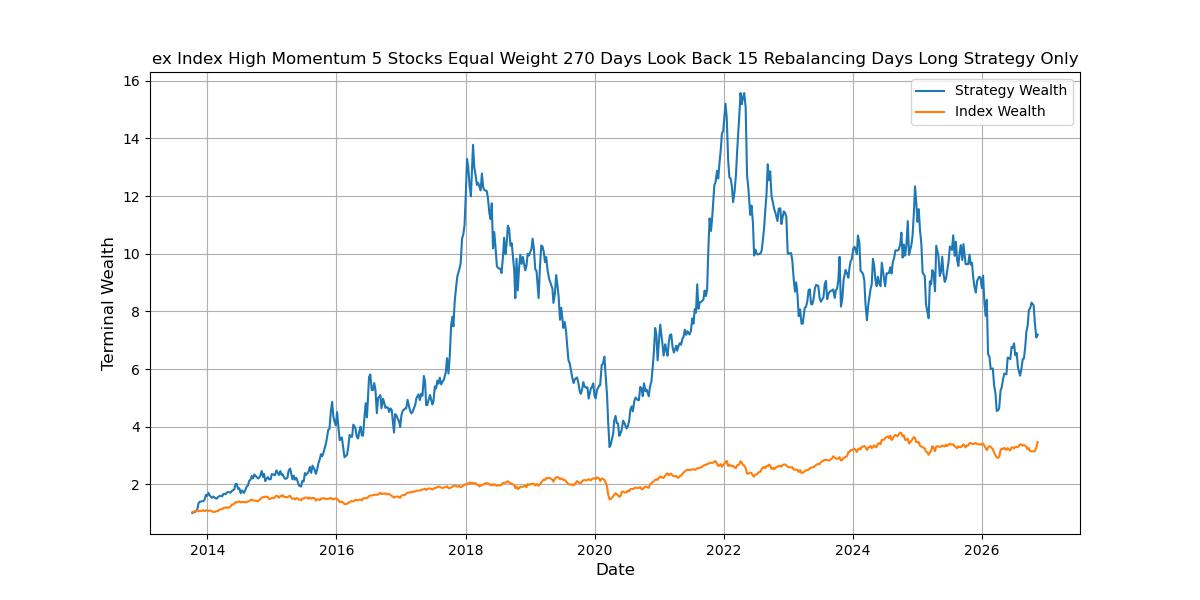 ex Index High Momentum 5 Stocks Equal Weight 270 Days Look Back 15 Rebalancing Days Long Strategy Only
Strategy Wealth
Index Wealth
Terminal Wealth
16
14
12
10
8
6
4
2
2014 2016 2018 2020 2022 2024 2026
Date